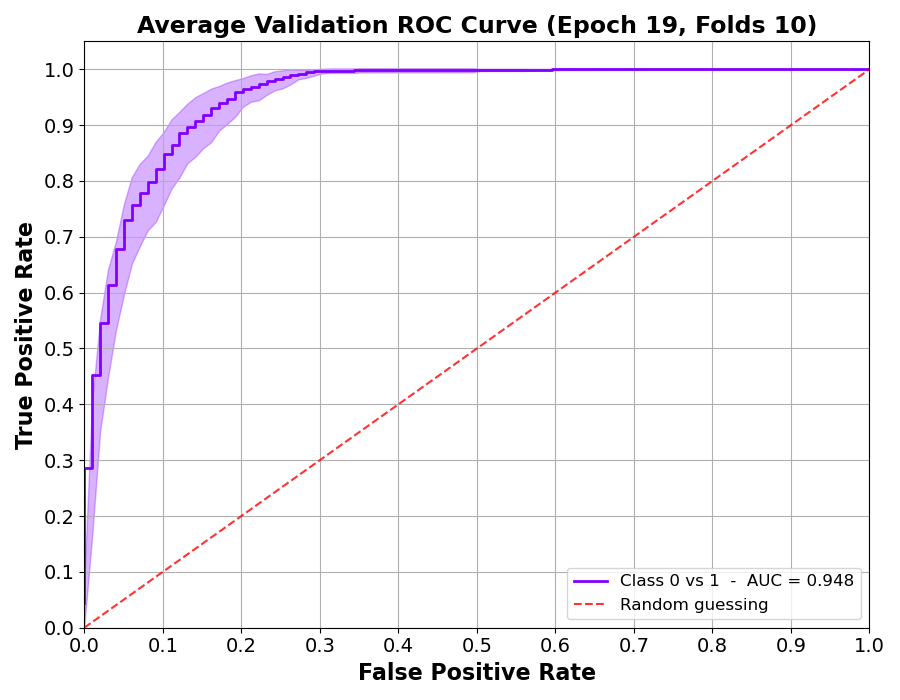 Average Validation ROC Curve (Epoch 19, Folds 10)
True Positive Rate
1.0
0.9
0.8
0.7
0.6
0.5
0.4
0.3
0.2
0.1
0.0
Class 0 vs 1 - AUC = 0.948
Random guessing
0.0 0.1 0.2 0.3 0.4 0.5 0.6 0.7 0.8 0.9 1.0
False Positive Rate